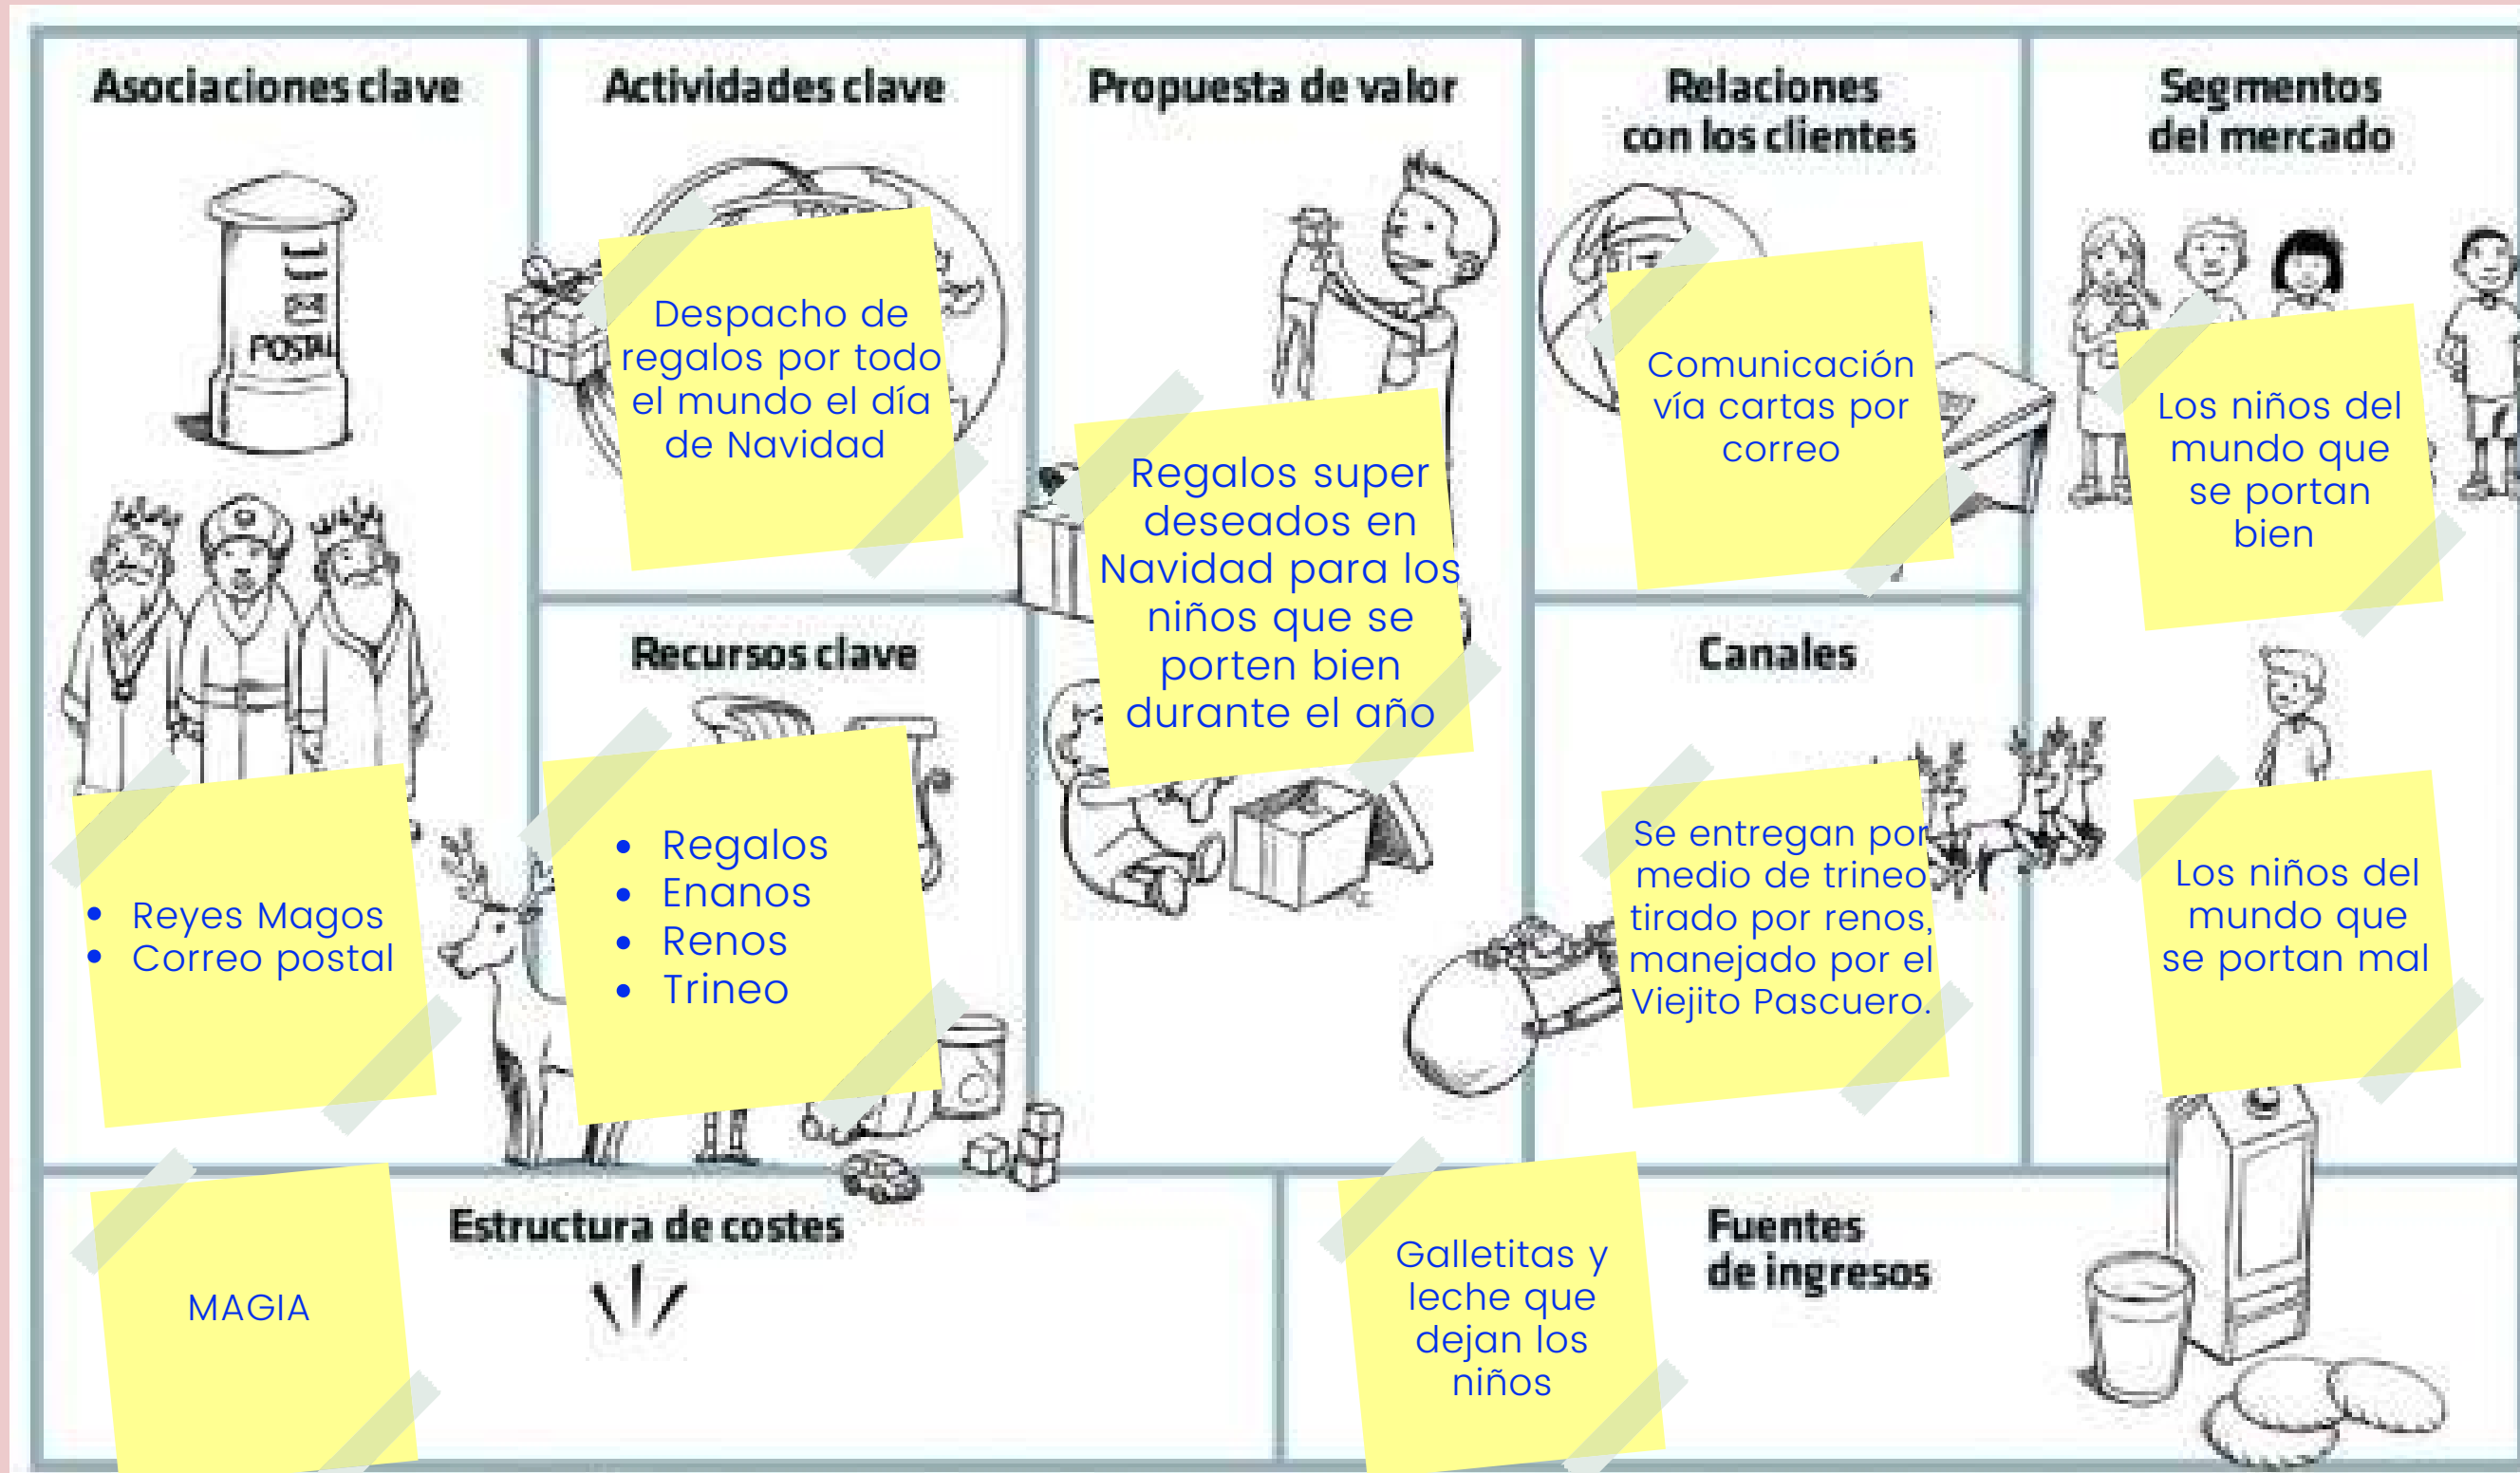 Asociaciones clave
POSTAL
• Reyes Magos
• Correo postal
Actividades clave
Despacho de
regalos por todo
el mundo el día
de Navidad
Recursos clave
• Regalos
• Enanos
• Renos
• Trineo
Propuesta de valor
Regalos super
deseados en
Navidad para los
niños que se
porten bien
durante el año
Relaciones
con los clientes
Comunicación
vía cartas por
correo
Canales
Se entregan por
medio de trineo
tirado por renos,
manejado por el
Viejito Pascuero.
Segmentos
del mercado
Los niños del
mundo que
se portan
bien
Los niños del
mundo que
se portan mal
Estructura de costes
MAGIA
Fuentes
de ingresos
Galletitas y
leche que
dejan los
niños